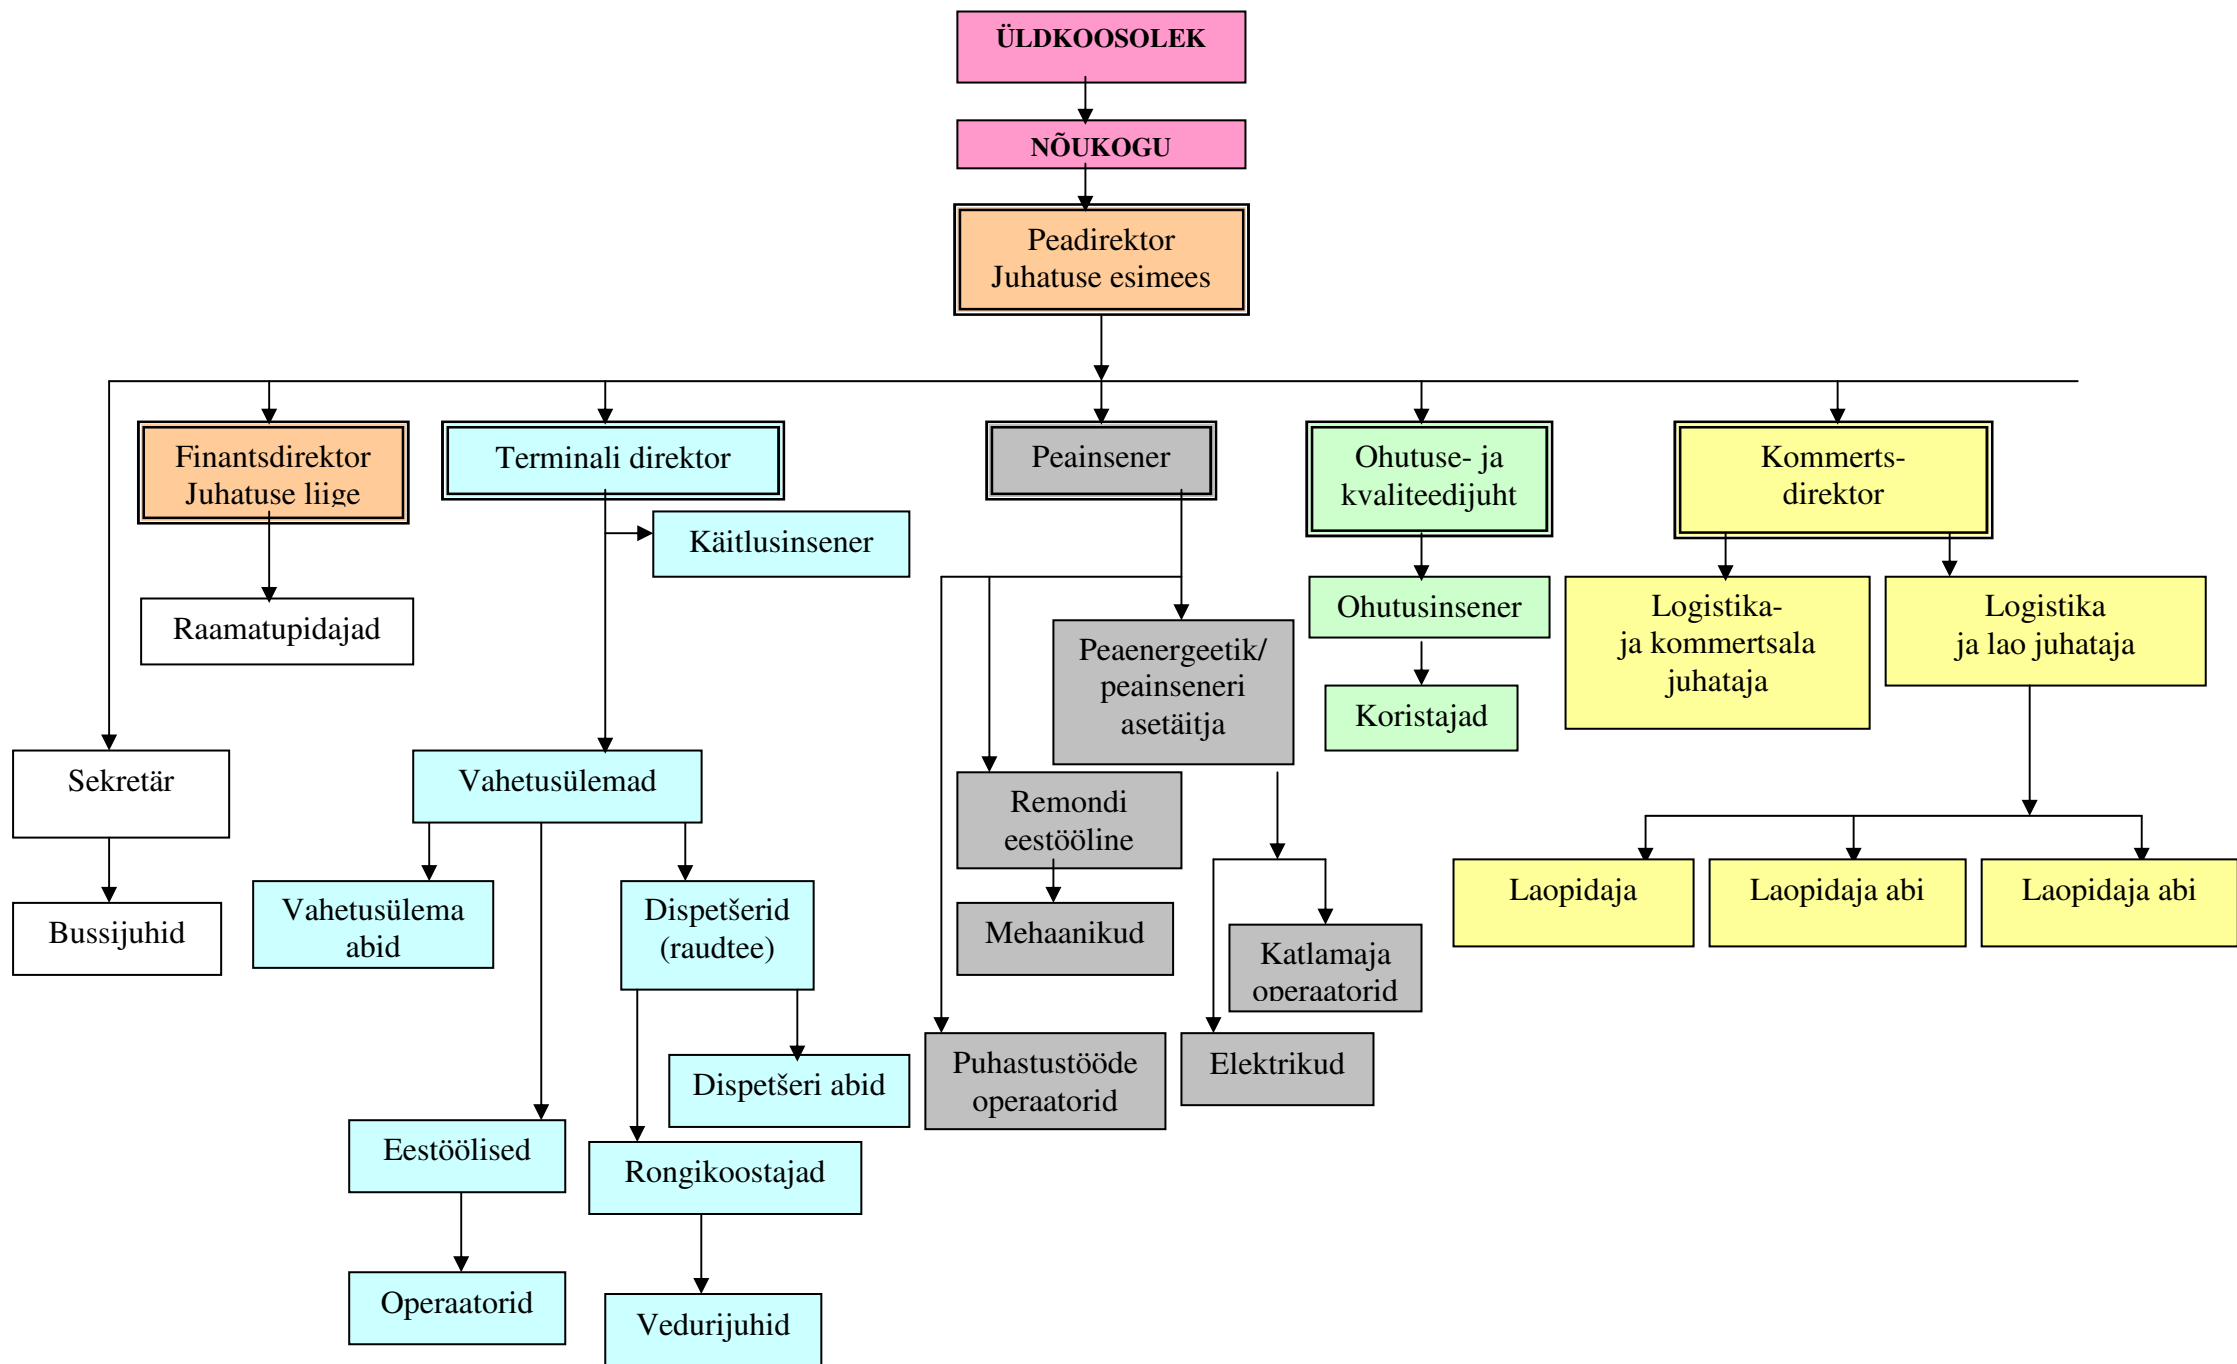 ÜLDKOOSOLEK
NÕUKOGU
Peadirektor
Juhatuse esimees
Finantsdirektor
Juhatuse liige
Terminali direktor
Peainsener
Ohutuse- ja
kvaliteedijuht
Kommerts-
direktor
Käitlusinsener
Raamatupidajad
Ohutusinsener
Logistika-
ja kommertsala
juhataja
Logistika
ja lao juhataja
Peaenergeetik/
peainseneri
asetäitja
Koristajad
Sekretär
Vahetusülemad
Remondi
eestööline
Bussijuhid
Vahetusülema
abid
Dispetšerid
(raudtee)
Mehaanikud
Katlamaja
operaatorid
Laopidaja
Laopidaja abi
Laopidaja abi
Puhastustööde
operaatorid
Elektrikud
Dispetšeri abid
Eestöölised
Rongikoostajad
Operaatorid
Vedurijuhid